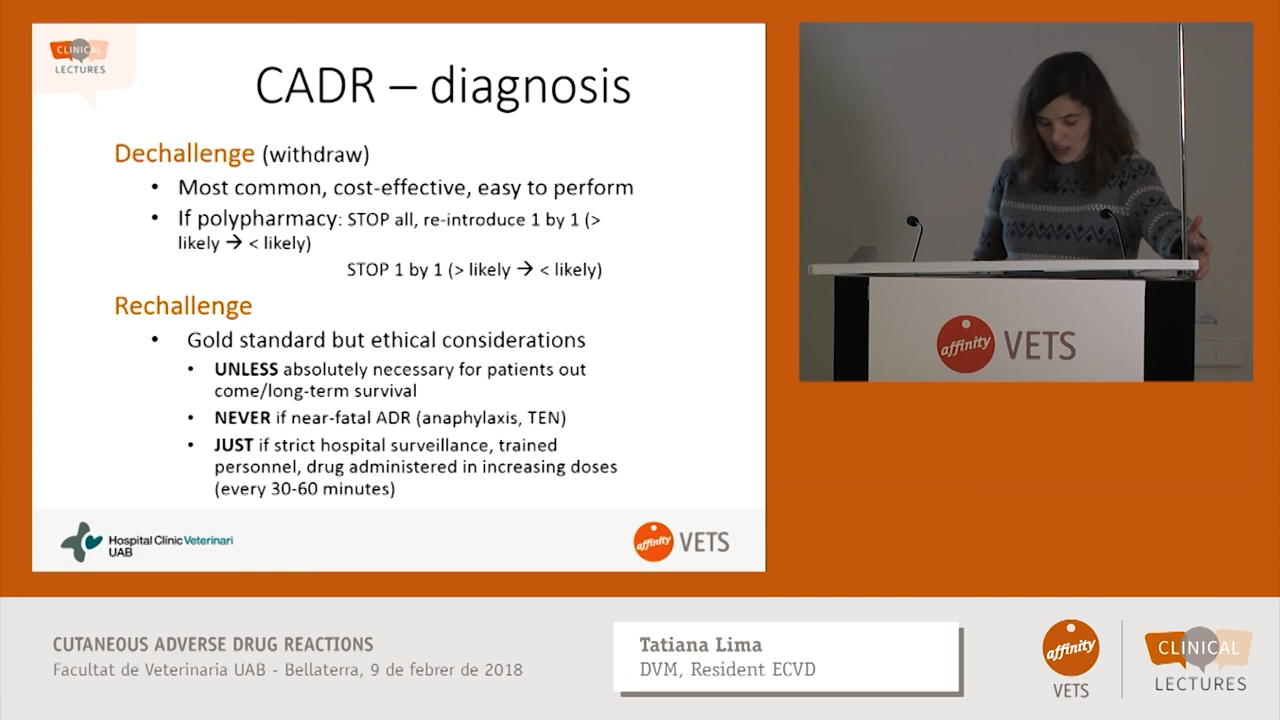 CLINICAL
LECTURES
CADR – diagnosis
Dechallenge (withdraw)
• Most common, cost-effective, easy to perform
• If polypharmacy: STOP all, re-introduce 1 by 1 (>
likely → < likely)
STOP 1 by 1 (> likely → < likely)
Rechallenge
• Gold standard but ethical considerations
• UNLESS absolutely necessary for patients out
come/long-term survival
• NEVER if near-fatal ADR (anaphylaxis, TEN)
• JUST if strict hospital surveillance, trained
personnel, drug administered in increasing doses
(every 30-60 minutes)
Hospital Clínic Veterinari
UAB
affinity VETS
affinity VETS
CUTANEOUS ADVERSE DRUG REACTIONS
Facultat de Veterinaria UAB - Bellaterra, 9 de febrer de 2018
Tatiana Lima
DVM, Resident ECVD
affinity
VETS
CLINICAL
LECTURES